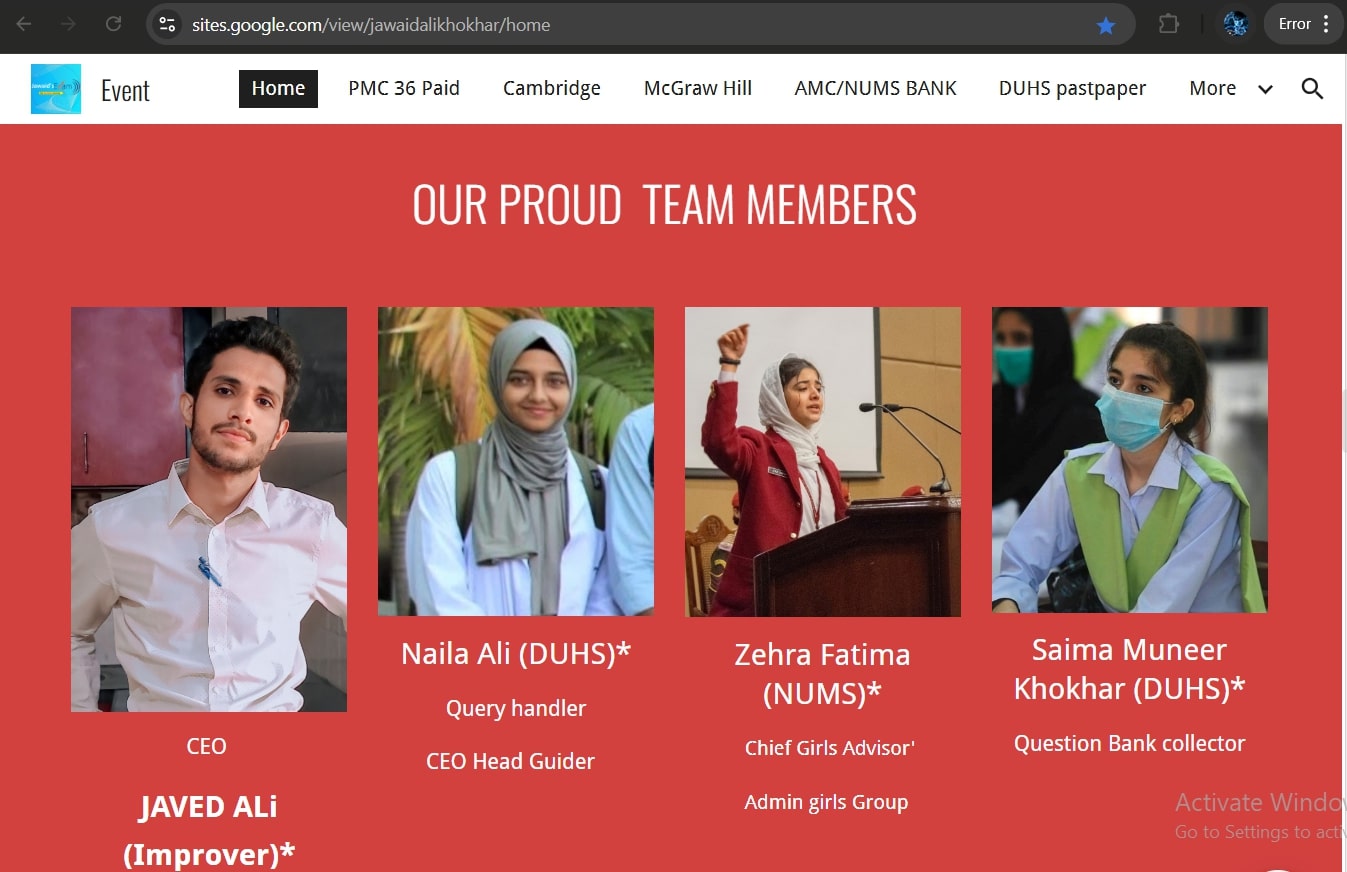 sites.google.com/view/jawaidalikhokhar/home
Error
Event
Home
PMC 36 Paid
Cambridge
McGraw Hill
AMC/NUMS BANK
DUHS pastpaper
More
OUR PROUD TEAM MEMBERS
CEO
JAVED ALi
(Improver)*
Naila Ali (DUHS)*
Query handler
CEO Head Guider
Zehra Fatima
(NUMS)*
Chief Girls Advisor'
Admin girls Group
Saima Muneer
Khokhar (DUHS)*
Question Bank collector
Activate Windo
Go to Settings to acti